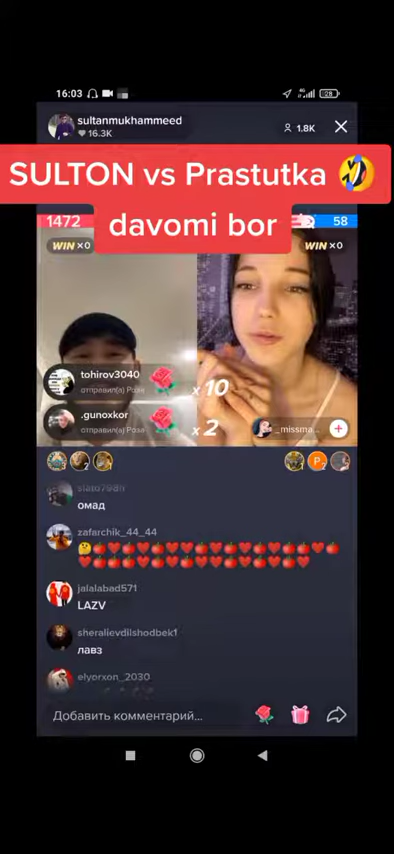 16:03
28
sultanmukhammeed
16.3K
1.8K
SULTON vs Prastutka 🤣
davomi bor
1472
58
WIN ×0
WIN ×0
tohirov3040
отправил(а) Роза
x 10
.gunoxkor
отправил(а) Роза
x 2
_missma...
омад
zafarchik_44_44
🤔🍎❤️🍎❤️🍎❤️❤️🍎❤️🍎❤️🍎❤️🍎🍎❤️🍎
❤️🍎🍎🍎❤️🍎❤️🍎❤️🍎❤️🍎❤️🍎🍎❤️
jalalabad571
LAZV
sheralievdilshodbek1
лавз
elyorxon_2030
Добавить комментарий...